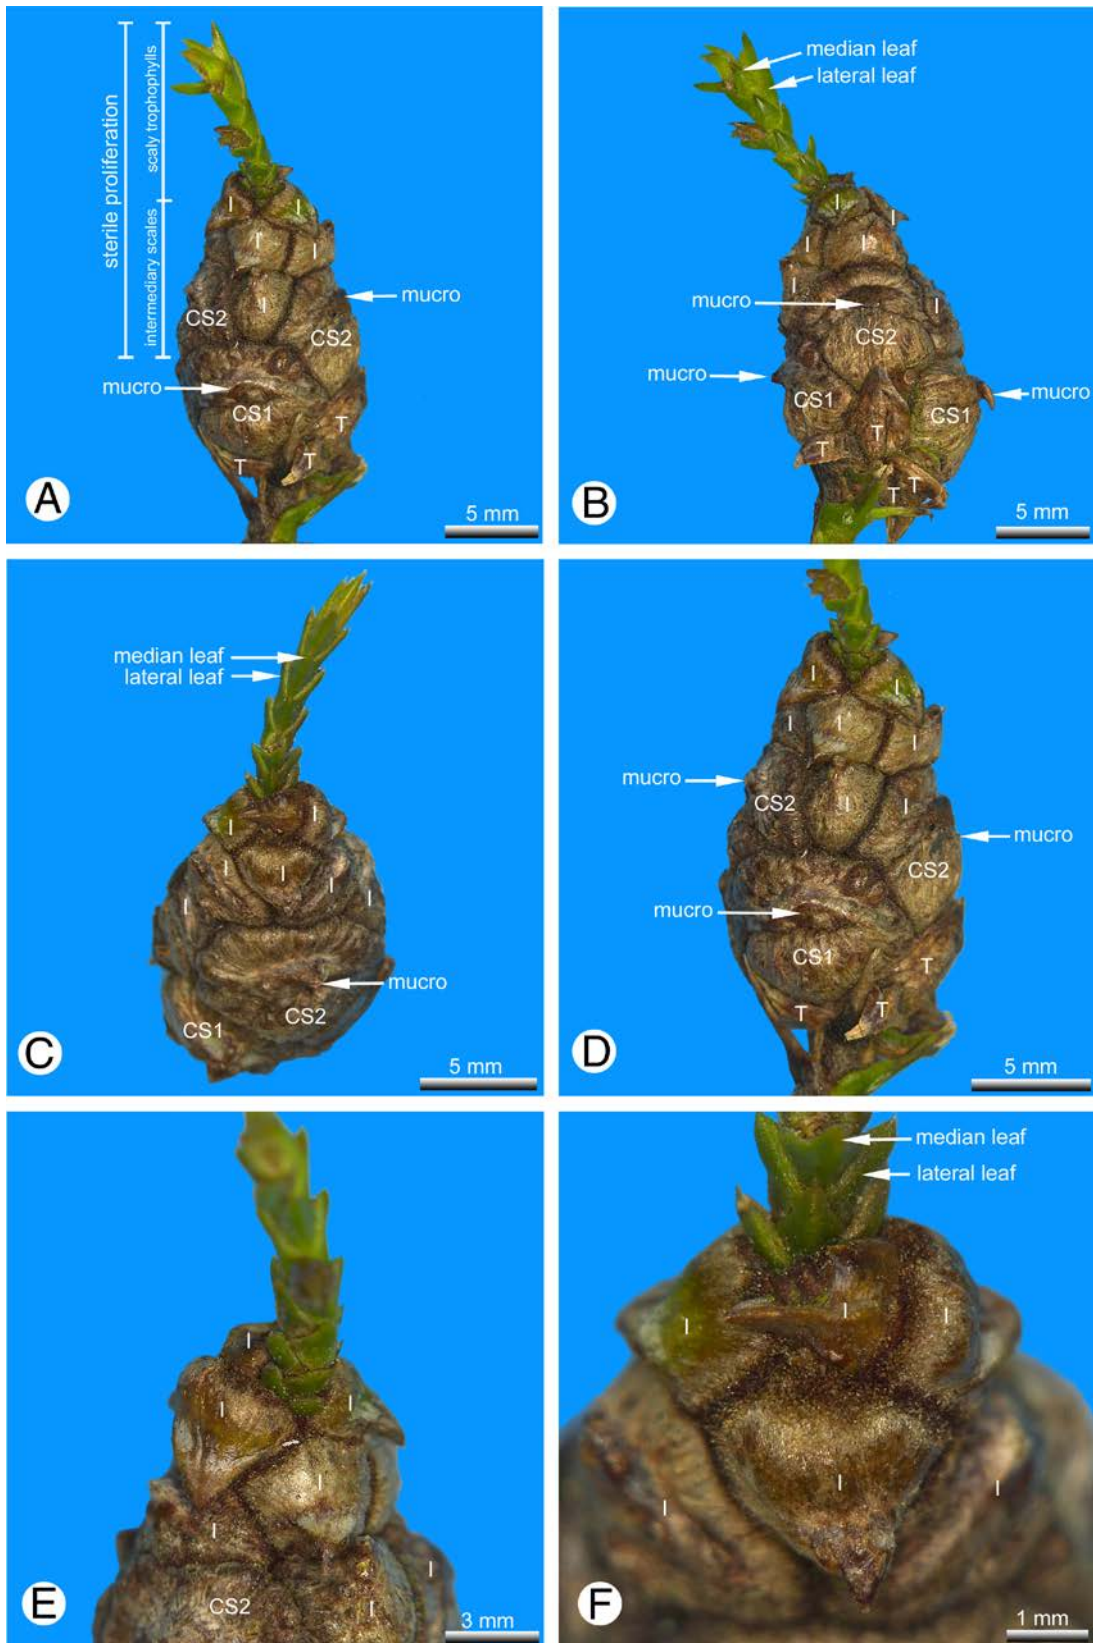 sterile proliferation
scaly trophophylls
intermediary scales
I
I
I
I
I
CS2
CS2
mucro
mucro
CS1
T
T
T
A
5 mm
median leaf
lateral leaf
I
I
I
I
I
I
mucro
CS2
mucro
mucro
CS1
CS1
T
T
T
T
B
5 mm
median leaf
lateral leaf
I
I
I
I
I
I
I
mucro
CS1
CS2
C
5 mm
I
I
I
I
I
mucro
CS2
I
I
mucro
CS2
mucro
CS1
T
T
T
D
5 mm
I
I
I
I
I
I
CS2
I
E
3 mm
median leaf
lateral leaf
I
I
I
I
I
I
F
1 mm